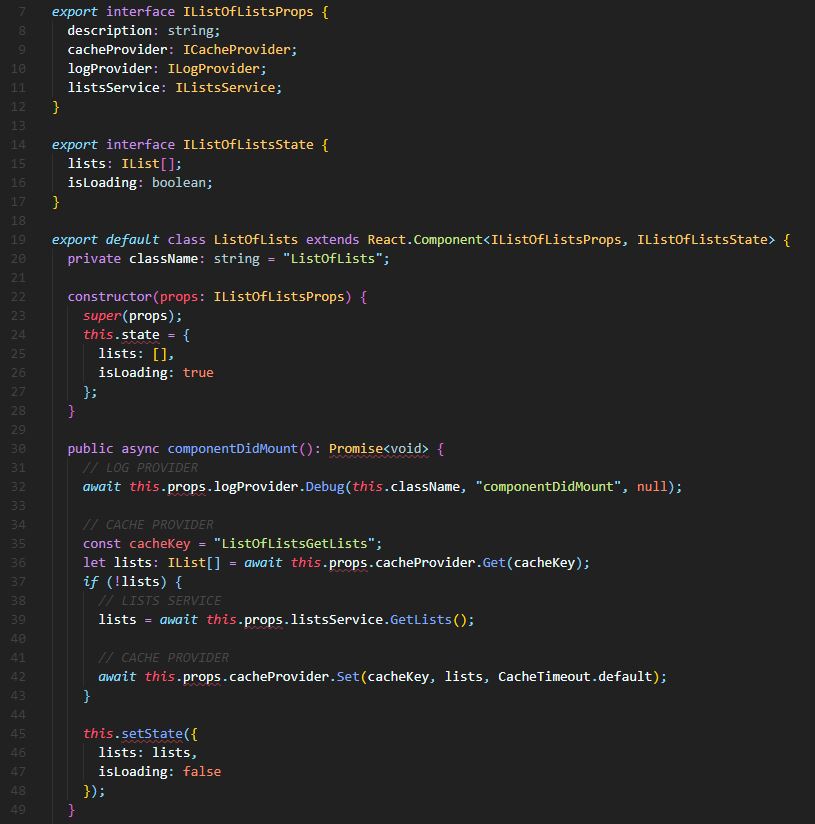 7 export interface IListOfListsProps {
8 description: string;
9 cacheProvider: ICacheProvider;
10 logProvider: ILogProvider;
11 listsService: IListsService;
12 }
13
14 export interface IListOfListsState {
15 lists: IList[];
16 isLoading: boolean;
17 }
18
19 export default class ListOfLists extends React.Component<IListOfListsProps, IListOfListsState> {
20 private className: string = "ListOfLists";
21
22 constructor(props: IListOfListsProps) {
23 super(props);
24 this.state = {
25 lists: [],
26 isLoading: true
27 };
28 }
29
30 public async componentDidMount(): Promise<void> {
31 // LOG PROVIDER
32 await this.props.logProvider.Debug(this.className, "componentDidMount", null);
33
34 // CACHE PROVIDER
35 const cacheKey = "ListOfListsGetLists";
36 let lists: IList[] = await this.props.cacheProvider.Get(cacheKey);
37 if (!lists) {
38 // LISTS SERVICE
39 lists = await this.props.listsService.GetLists();
40
41 // CACHE PROVIDER
42 await this.props.cacheProvider.Set(cacheKey, lists, CacheTimeout.default);
43 }
44
45 this.setState({
46 lists: lists,
47 isLoading: false
48 });
49 }